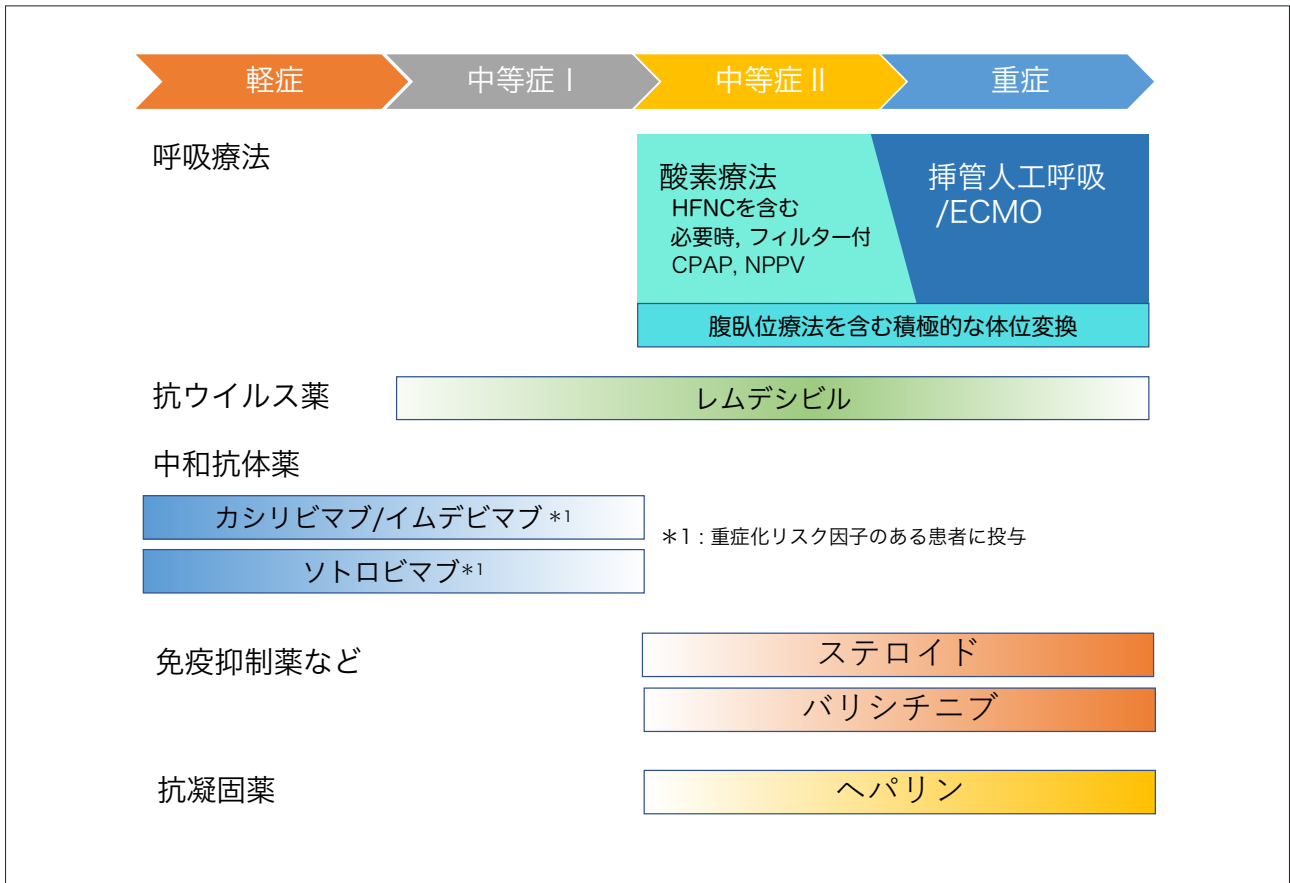 軽症
中等症Ⅰ
中等症Ⅱ
重症
呼吸療法
酸素療法
HFNCを含む
必要時, フィルター付
CPAP, NPPV
挿管人工呼吸
/ECMO
腹臥位療法を含む積極的な体位変換
抗ウイルス薬
レムデシビル
中和抗体薬
カシリビマブ/イムデビマブ *1
*1 : 重症化リスク因子のある患者に投与
ソトロビマブ*1
免疫抑制薬など
ステロイド
バリシチニブ
抗凝固薬
ヘパリン